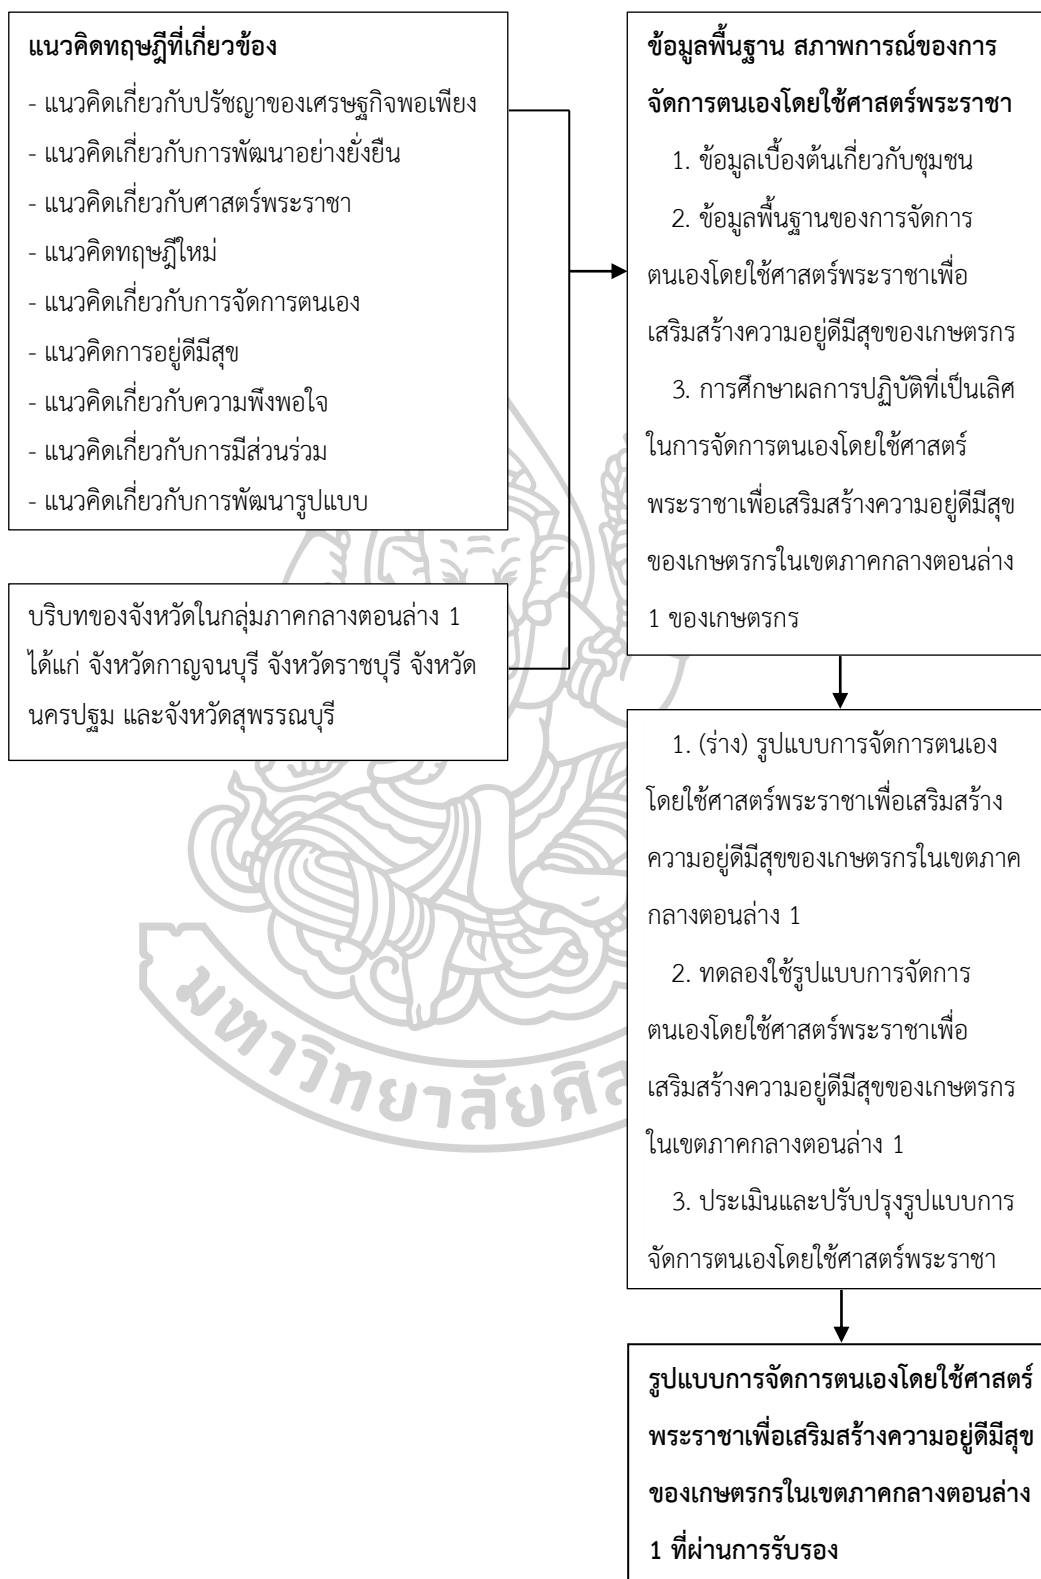 แนวคิดทฤษฎีที่เกี่ยวข้อง
- แนวคิดเกี่ยวกับปรัชญาของเศรษฐกิจพอเพียง
- แนวคิดเกี่ยวกับการพัฒนาอย่างยั่งยืน
- แนวคิดเกี่ยวกับศาสตร์พระราชา
- แนวคิดทฤษฎีใหม่
- แนวคิดเกี่ยวกับการจัดการตนเอง
- แนวคิดการอยู่ดีมีสุข
- แนวคิดเกี่ยวกับความพึงพอใจ
- แนวคิดเกี่ยวกับการมีส่วนร่วม
- แนวคิดเกี่ยวกับการพัฒนารูปแบบ
บริบทของจังหวัดในกลุ่มภาคกลางตอนล่าง 1
ได้แก่ จังหวัดกาญจนบุรี จังหวัดราชบุรี จังหวัด
นครปฐม และจังหวัดสุพรรณบุรี
ข้อมูลพื้นฐาน สภาพการณ์ของการ
จัดการตนเองโดยใช้ศาสตร์พระราชา
1. ข้อมูลเบื้องต้นเกี่ยวกับชุมชน
2. ข้อมูลพื้นฐานของการจัดการ
ตนเองโดยใช้ศาสตร์พระราชาเพื่อ
เสริมสร้างความอยู่ดีมีสุขของเกษตรกร
3. การศึกษาผลการปฏิบัติที่เป็นเลิศ
ในการจัดการตนเองโดยใช้ศาสตร์
พระราชาเพื่อเสริมสร้างความอยู่ดีมีสุข
ของเกษตรกรในเขตภาคกลางตอนล่าง
1 ของเกษตรกร
1. (ร่าง) รูปแบบการจัดการตนเอง
โดยใช้ศาสตร์พระราชาเพื่อเสริมสร้าง
ความอยู่ดีมีสุขของเกษตรกรในเขตภาค
กลางตอนล่าง 1
2. ทดลองใช้รูปแบบการจัดการ
ตนเองโดยใช้ศาสตร์พระราชาเพื่อ
เสริมสร้างความอยู่ดีมีสุขของเกษตรกร
ในเขตภาคกลางตอนล่าง 1
3. ประเมินและปรับปรุงรูปแบบการ
จัดการตนเองโดยใช้ศาสตร์พระราชา
รูปแบบการจัดการตนเองโดยใช้ศาสตร์
พระราชาเพื่อเสริมสร้างความอยู่ดีมีสุข
ของเกษตรกรในเขตภาคกลางตอนล่าง
1 ที่ผ่านการรับรอง